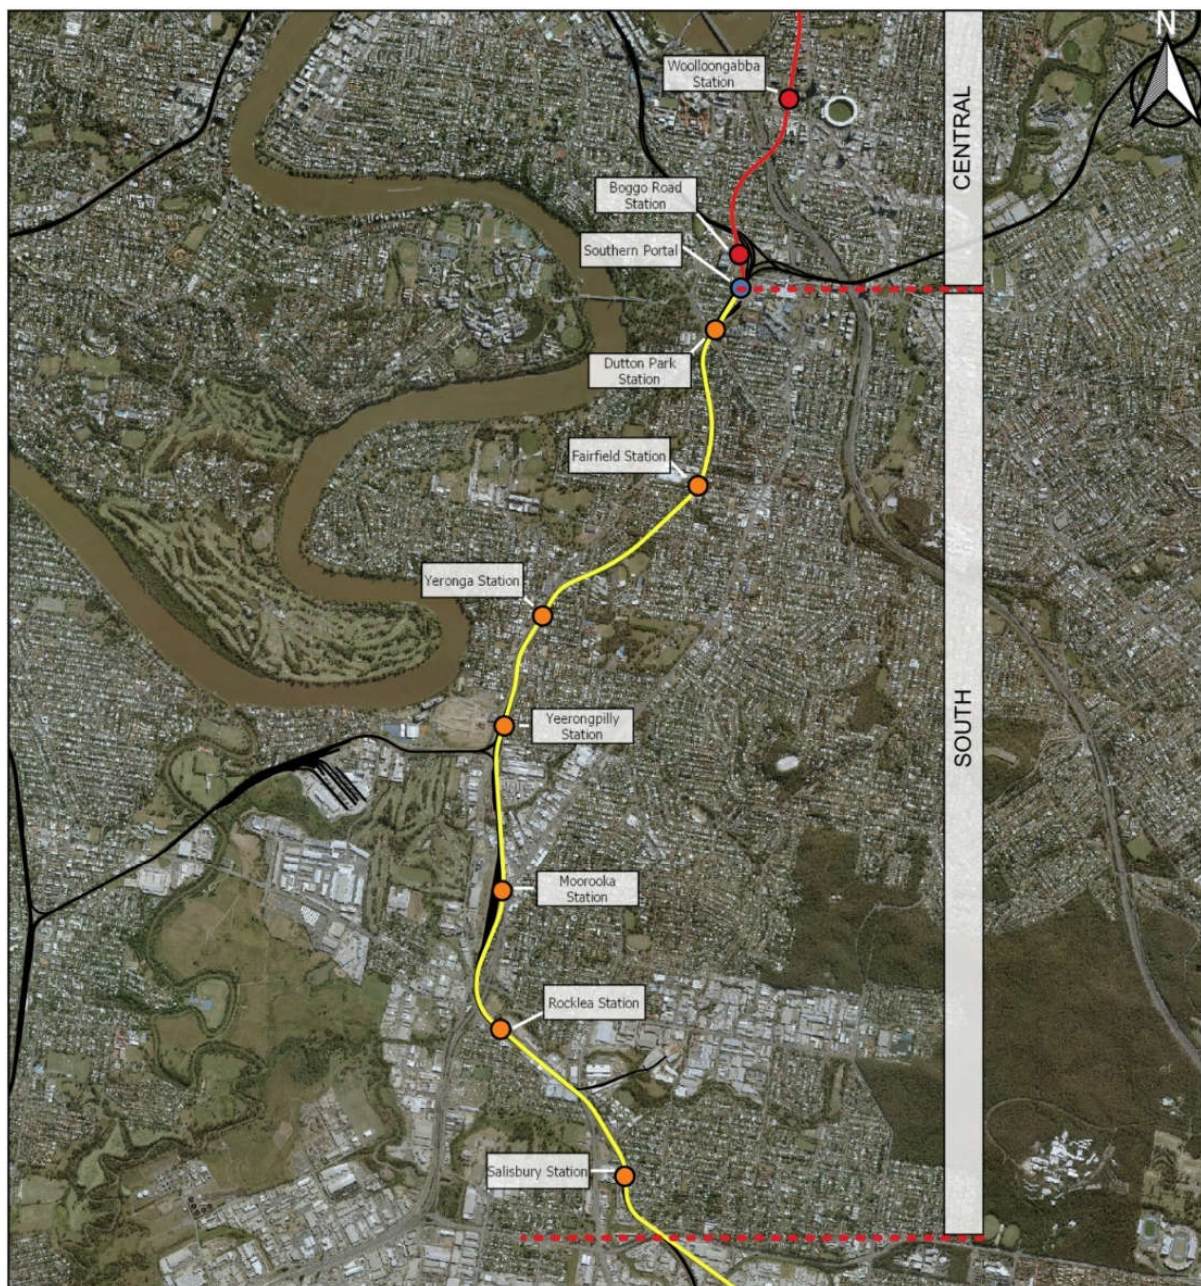 N
Woolloongabba
Station
CENTRAL
Boggo Road
Station
Southern Portal
Dutton Park
Station
Fairfield Station
Yeronga Station
Yeerongpilly
Station
SOUTH
Moorooka
Station
Rocklea Station
Salisbury Station